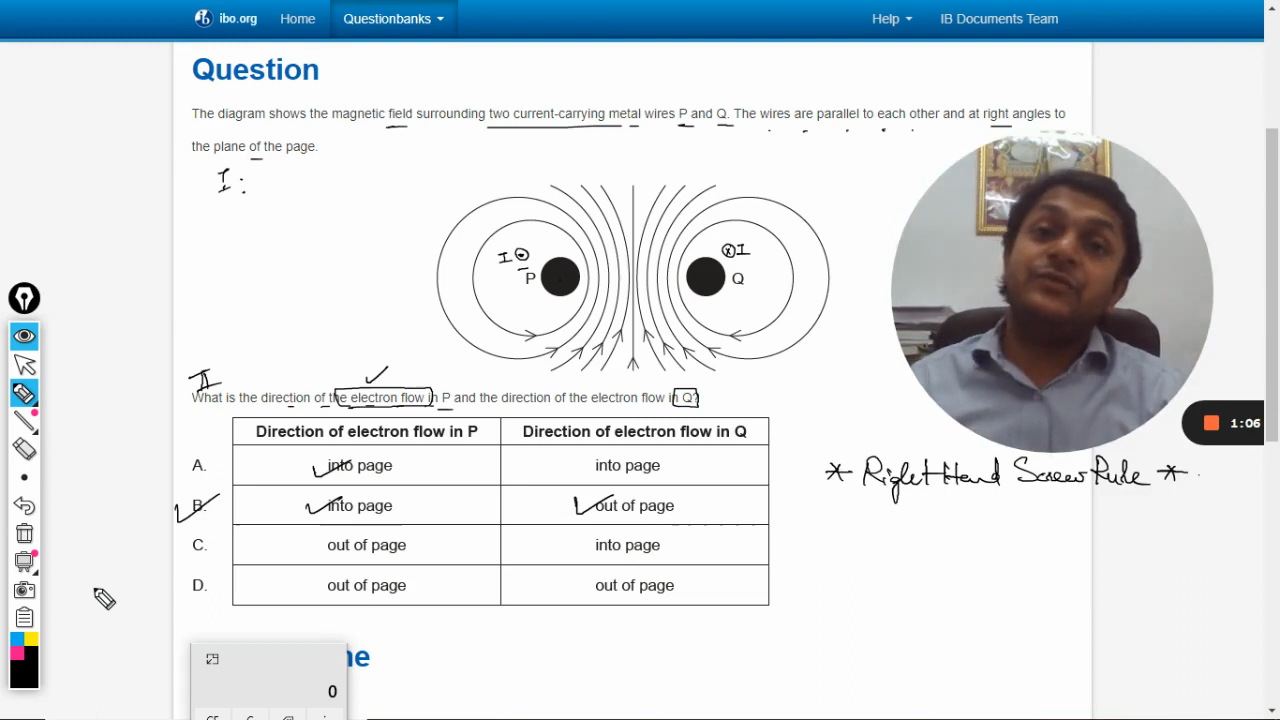 ibo.org Home Questionbanks Help IB Documents Team
Question
The diagram shows the magnetic field surrounding two current-carrying metal wires P and Q. The wires are parallel to each other and at right angles to
the plane of the page.
I:
I P
I Q
II
What is the direction of the electron flow in P and the direction of the electron flow in Q?
Direction of electron flow in P Direction of electron flow in Q
A. into page into page
B. into page out of page
C. out of page into page
D. out of page out of page
* Right Hand Screw Rule *
1:06
0